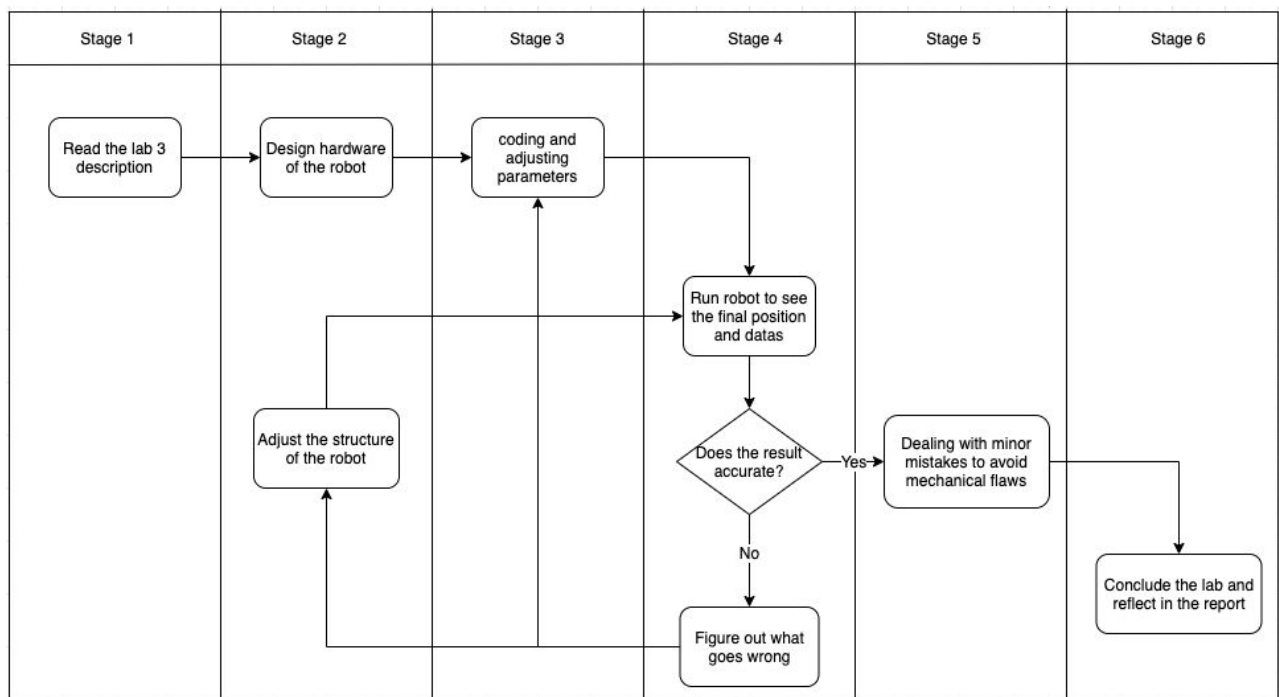 Stage 1
Stage 2
Stage 3
Stage 4
Stage 5
Stage 6
Read the lab 3
description
Design hardware
of the robot
coding and
adjusting
parameters
Run robot to see
the final position
and datas
Adjust the structure
of the robot
Does the result
accurate?
Yes
Dealing with minor
mistakes to avoid
mechanical flaws
No
Conclude the lab and
reflect in the report
Figure out what
goes wrong